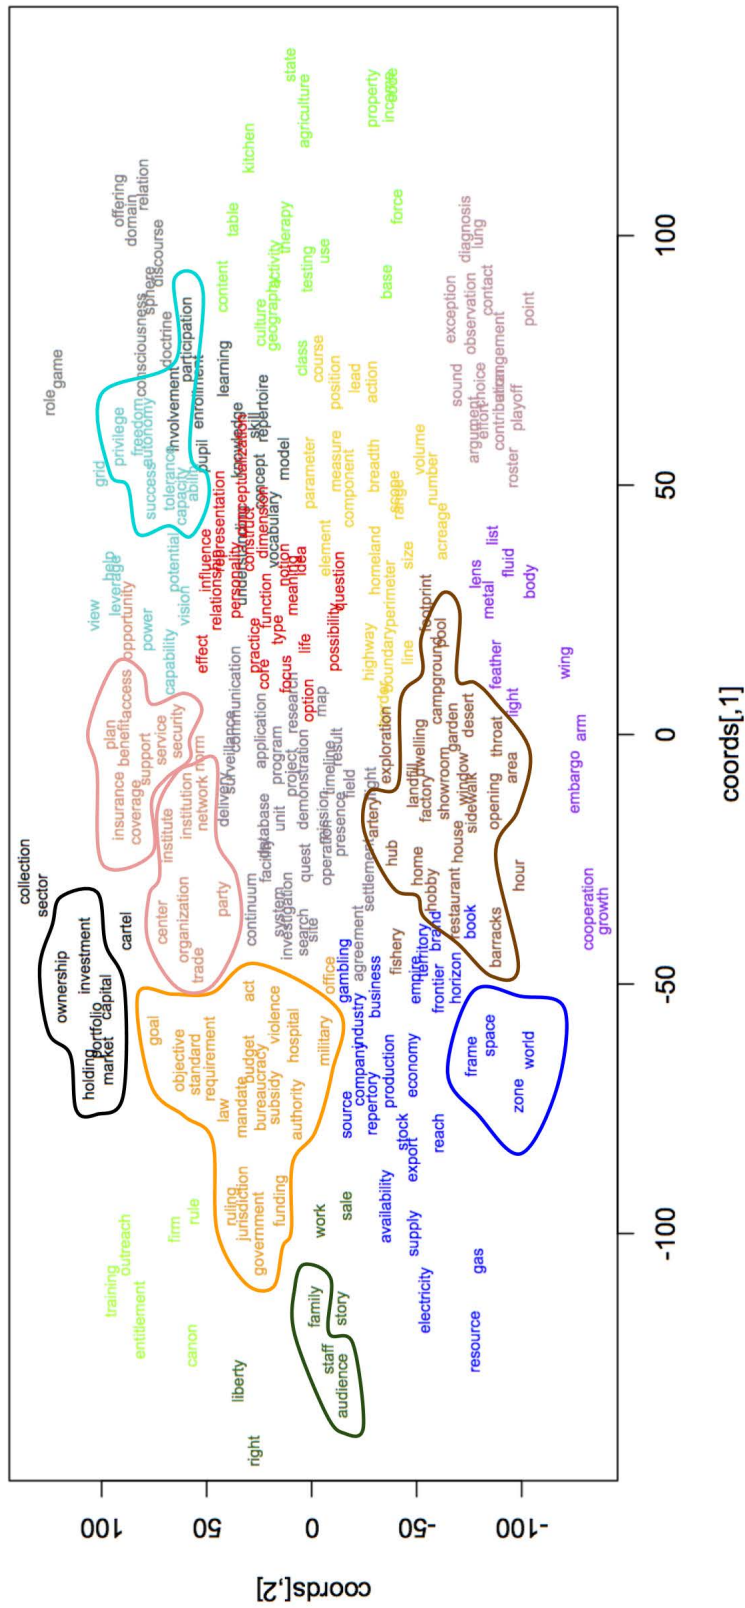 state
agriculture
property
kitchen
offering
domain
relation
table
therapy
force
discourse
sphere
content
activity
testing
use
base
diagnosis
lung
exception
observation
contact
point
consciousness
doctrine
participation
culture
geography
class
course
position
lead
action
role
game
involvement
enrollment
learning
sound
choice
argument
effort
contribution
playoff
roster
grid
privilege
freedom
autonomy
success
tolerance
capacity
ability
pupil
knowledge
skill
repertoire
concept
model
vocabulary
parameter
measure
component
breadth
scope
range
volume
number
acreage
size
representation
conceptualization
construct
dimension
understanding
personality
influence
relationship
notion
idea
meaning
function
element
question
possibility
homeland
perimeter
boundary
highway
border
line
footprint
list
lens
metal
fluid
body
view
help
leverage
opportunity
power
potential
vision
capability
effect
practice
core
type
focus
life
option
feather
light
wing
arm
embargo
plan
access
benefit
insurance
coverage
support
service
security
norm
institute
institution
network
delivery
surveillance
communication
application
program
project
research
map
demonstration
timeline
result
field
unit
database
facility
mission
operation
presence
quest
exploration
dwelling
landfill
factory
showroom
campground
pool
garden
desert
window
sidewalk
throat
area
opening
artery
hub
settlement
home
hobby
house
restaurant
hour
barracks
fishery
collection
sector
ownership
investment
cartel
capital
portfolio
market
holding
center
organization
trade
party
continuum
system
investigation
search
site
agreement
office
gambling
business
territory
brand
book
empire
frontier
horizon
cooperation
growth
goal
objective
standard
requirement
act
violence
hospital
military
budget
bureaucracy
subsidy
mandate
law
authority
industry
company
repertory
source
production
economy
stock
export
reach
frame
space
world
zone
ruling
jurisdiction
government
funding
rule
firm
outreach
training
entitlement
canon
work
sale
availability
supply
electricity
gas
resource
family
story
staff
audience
liberty
right
100
50
0
-50
-100
coords[,1]
100
50
0
-50
-100
coords[,2]